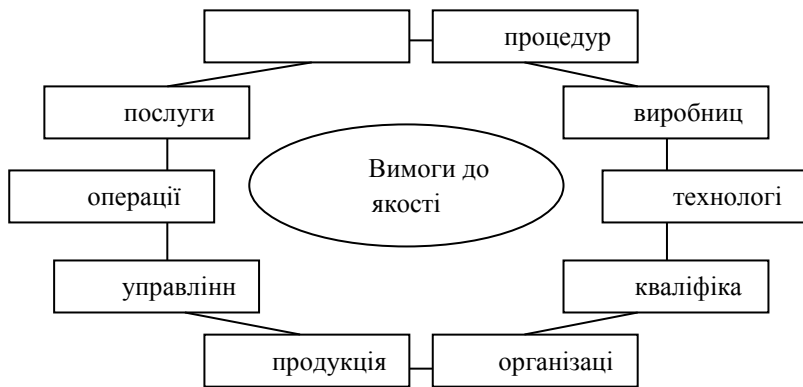 процедур
послуги
виробниц
Вимоги до
якості
операції
технологі
управлінн
кваліфіка
продукція
організаці